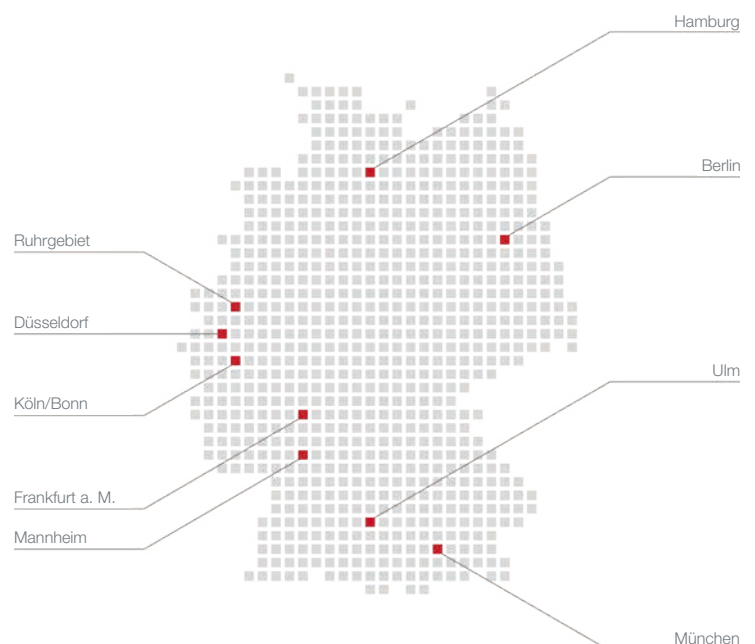 Hamburg
Berlin
Ruhrgebiet
Düsseldorf
Ulm
Köln/Bonn
Frankfurt a. M.
Mannheim
München